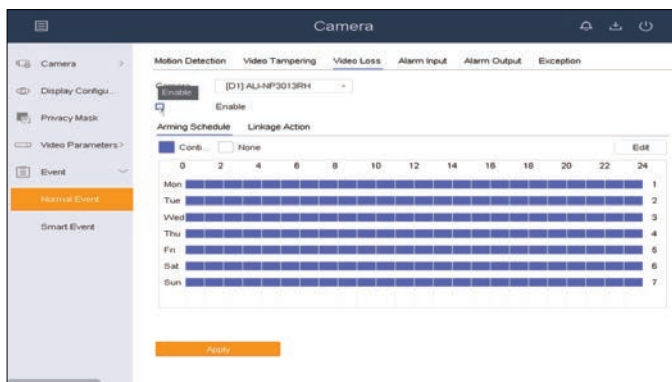 Camera
Camera >
Display Configu...
Privacy Mask
Video Parameters >
Event
Normal Event
Smart Event
Motion Detection Video Tampering Video Loss Alarm Input Alarm Output Exception
[D1] ALI-NP3013RH
Enable
Enable
Arming Schedule Linkage Action
Conti... None Edit
0 2 4 6 8 10 12 14 16 18 20 22 24
Mon 1
Tue 2
Wed 3
Thu 4
Fri 5
Sat 6
Sun 7
Apply